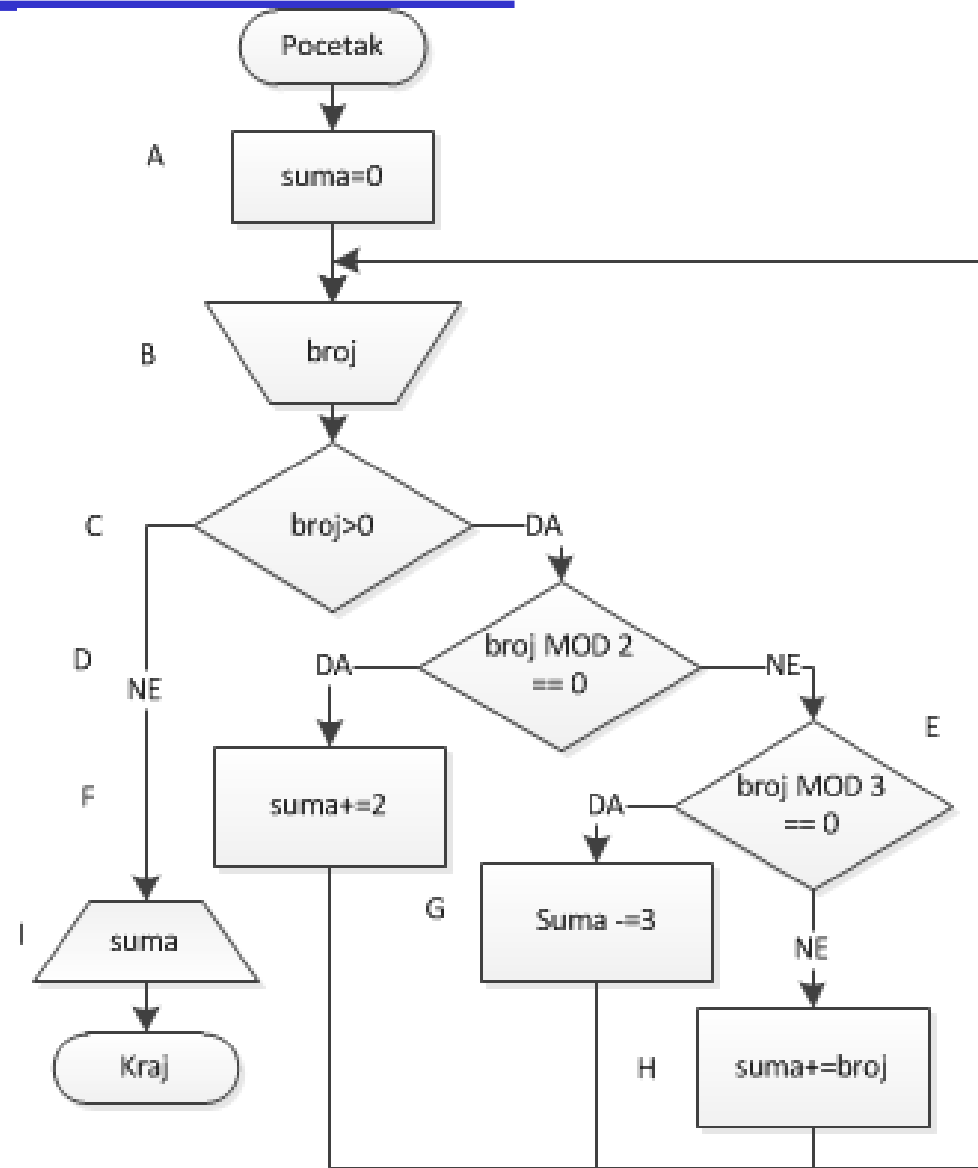 Pocetak
A
suma=0
B
broj
C
broj>0
DA
D
NE
DA
broj MOD 2
== 0
NE
E
F
suma+=2
DA
broj MOD 3
== 0
G
Suma -=3
NE
I
suma
H
suma+=broj
Kraj